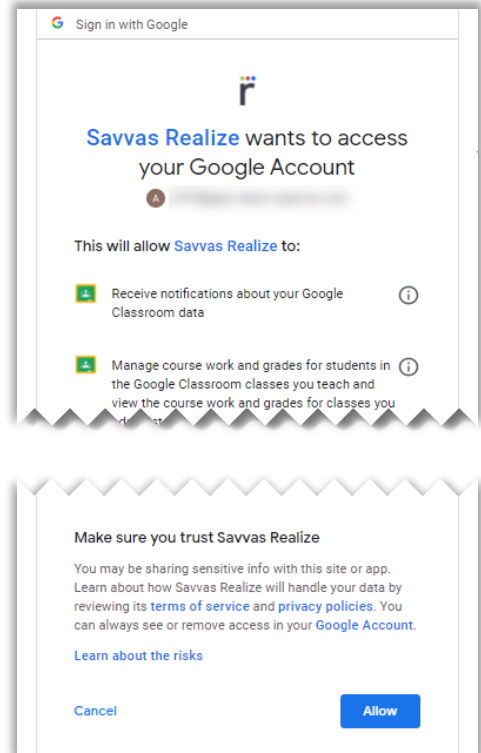 Sign in with Google
r
Savvas Realize wants to access
your Google Account
A
This will allow Savvas Realize to:
Receive notifications about your Google
Classroom data
Manage course work and grades for students in
the Google Classroom classes you teach and
view the course work and grades for classes you
Make sure you trust Savvas Realize
You may be sharing sensitive info with this site or app.
Learn about how Savvas Realize will handle your data by
reviewing its terms of service and privacy policies. You
can always see or remove access in your Google Account.
Learn about the risks
Cancel
Allow